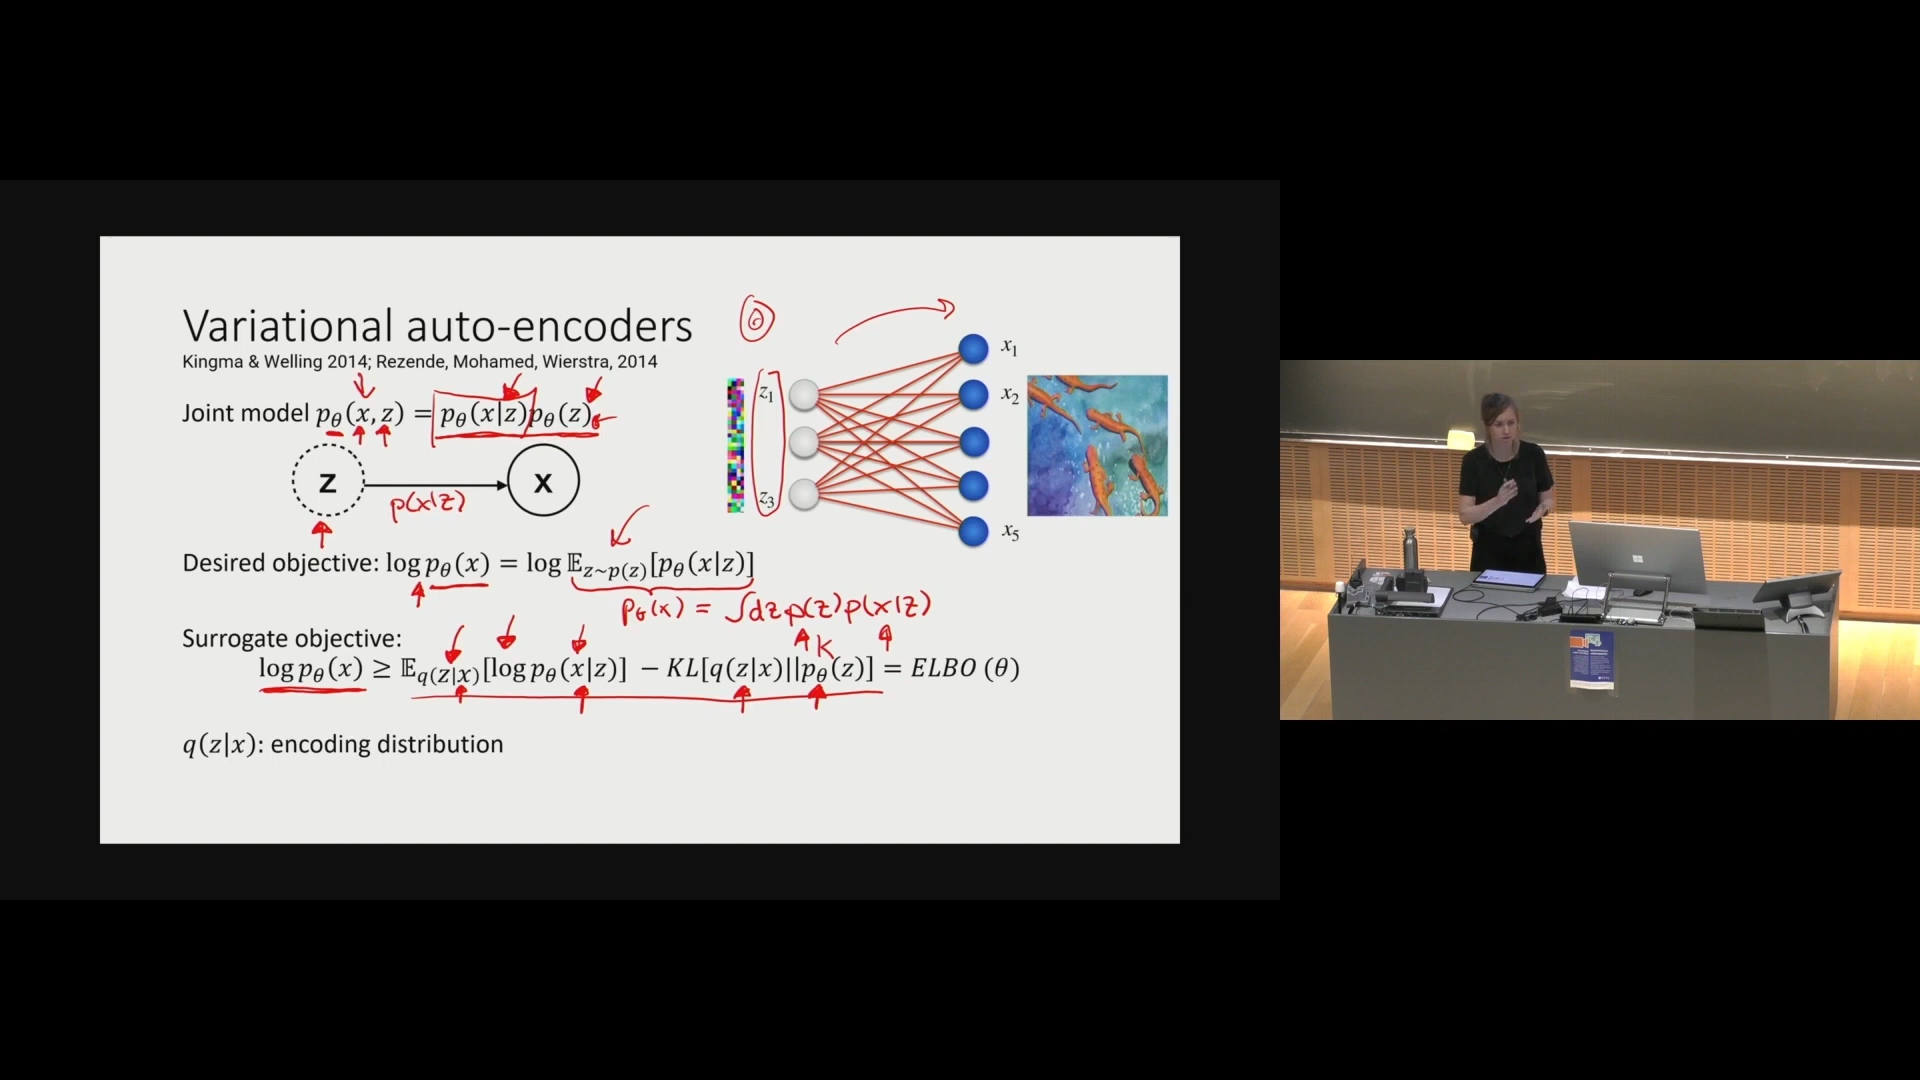 Variational auto-encoders
Kingma & Welling 2014; Rezende, Mohamed, Wierstra, 2014
Joint model pθ(x, z) = pθ(x|z)pθ(z)
z x
p(x|z)
z1
z3
x1
x2
x5
Desired objective: log pθ(x) = log 𝔼z~p(z)[pθ(x|z)]
pθ(x) = ∫dz p(z)p(x|z)
K
Surrogate objective:
log pθ(x) ≥ 𝔼q(z|x)[log pθ(x|z)] − KL[q(z|x)||pθ(z)] = ELBO (θ)
q(z|x): encoding distribution